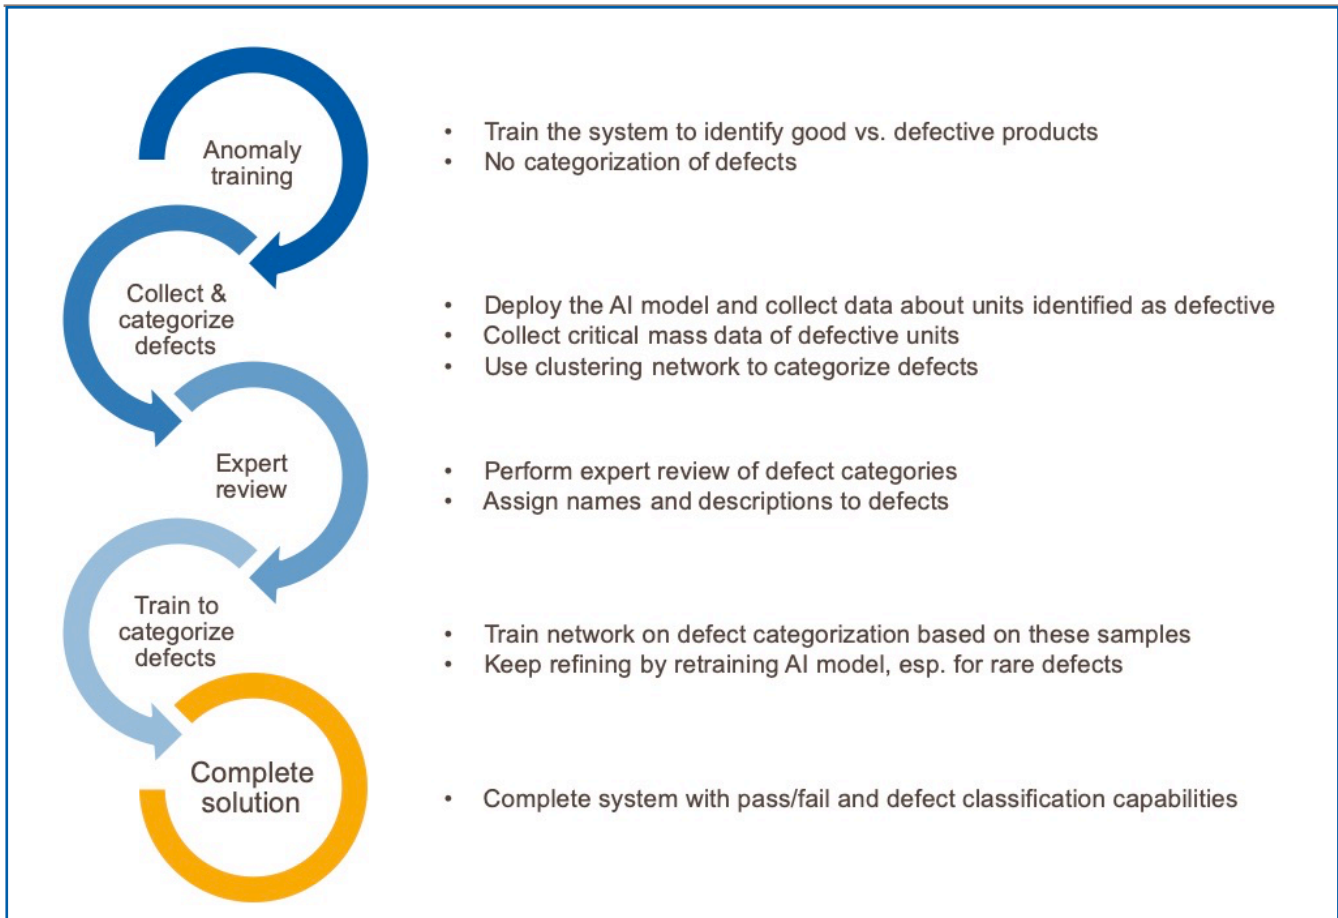 Anomaly
training
• Train the system to identify good vs. defective products
• No categorization of defects
Collect &
categorize
defects
• Deploy the AI model and collect data about units identified as defective
• Collect critical mass data of defective units
• Use clustering network to categorize defects
Expert
review
• Perform expert review of defect categories
• Assign names and descriptions to defects
Train to
categorize
defects
• Train network on defect categorization based on these samples
• Keep refining by retraining AI model, esp. for rare defects
Complete
solution
• Complete system with pass/fail and defect classification capabilities